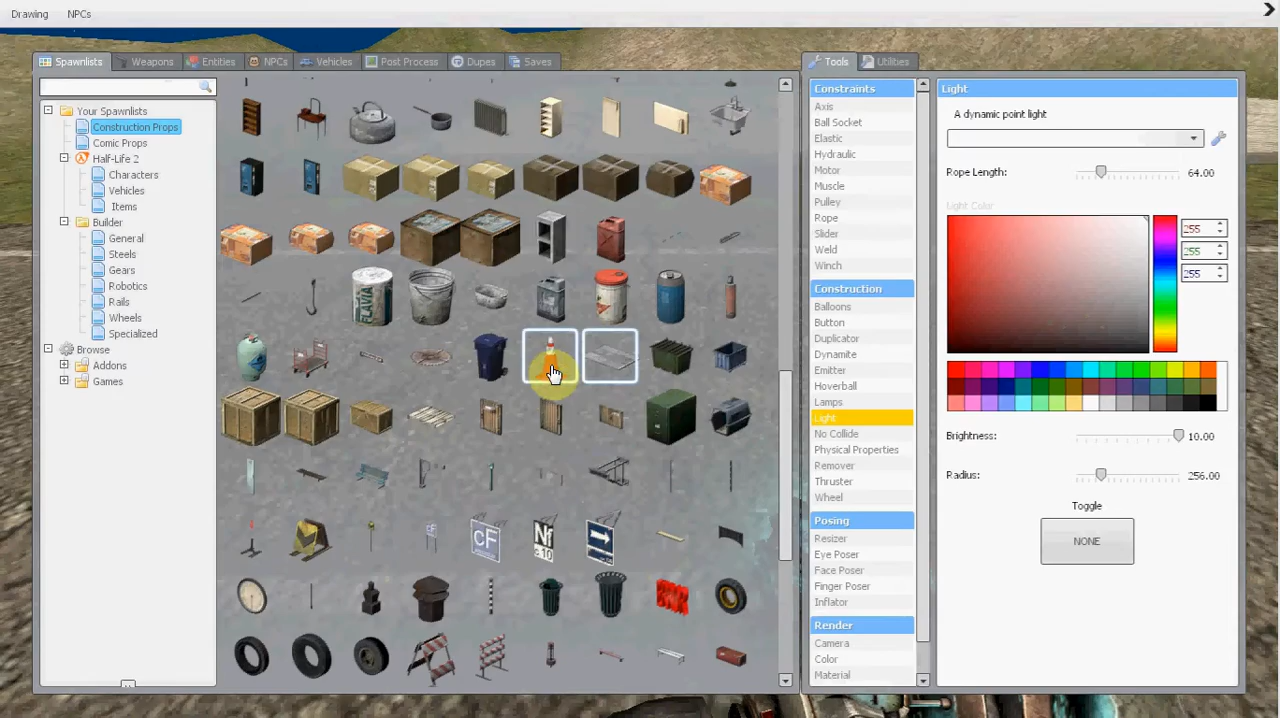 Drawing NPCs
Spawnlists Weapons Entities NPCs Vehicles Post Process Dupes Saves
Your Spawnlists
Construction Props
Comic Props
Half-Life 2
Characters
Vehicles
Items
Builder
General
Steels
Gears
Robotics
Rails
Wheels
Specialized
Browse
Addons
Games
FLAVIA
cF
Nf
10
Tools Utilities
Constraints
Axis
Ball Socket
Elastic
Hydraulic
Motor
Muscle
Pulley
Rope
Slider
Weld
Winch
Construction
Balloons
Button
Duplicator
Dynamite
Emitter
Hoverball
Lamps
Light
No Collide
Physical Properties
Remover
Thruster
Wheel
Posing
Resizer
Eye Poser
Face Poser
Finger Poser
Inflator
Render
Camera
Color
Material
Light
A dynamic point light
Rope Length: 64.00
Light Color
255
255
255
Brightness: 10.00
Radius: 256.00
Toggle
NONE